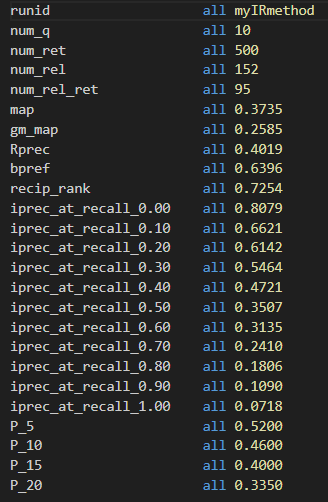 runid all myIRmethod
num_q all 10
num_ret all 500
num_rel all 152
num_rel_ret all 95
map all 0.3735
gm_map all 0.2585
Rprec all 0.4019
bpref all 0.6396
recip_rank all 0.7254
iprec_at_recall_0.00 all 0.8079
iprec_at_recall_0.10 all 0.6621
iprec_at_recall_0.20 all 0.6142
iprec_at_recall_0.30 all 0.5464
iprec_at_recall_0.40 all 0.4721
iprec_at_recall_0.50 all 0.3507
iprec_at_recall_0.60 all 0.3135
iprec_at_recall_0.70 all 0.2410
iprec_at_recall_0.80 all 0.1806
iprec_at_recall_0.90 all 0.1090
iprec_at_recall_1.00 all 0.0718
P_5 all 0.5200
P_10 all 0.4600
P_15 all 0.4000
P_20 all 0.3350